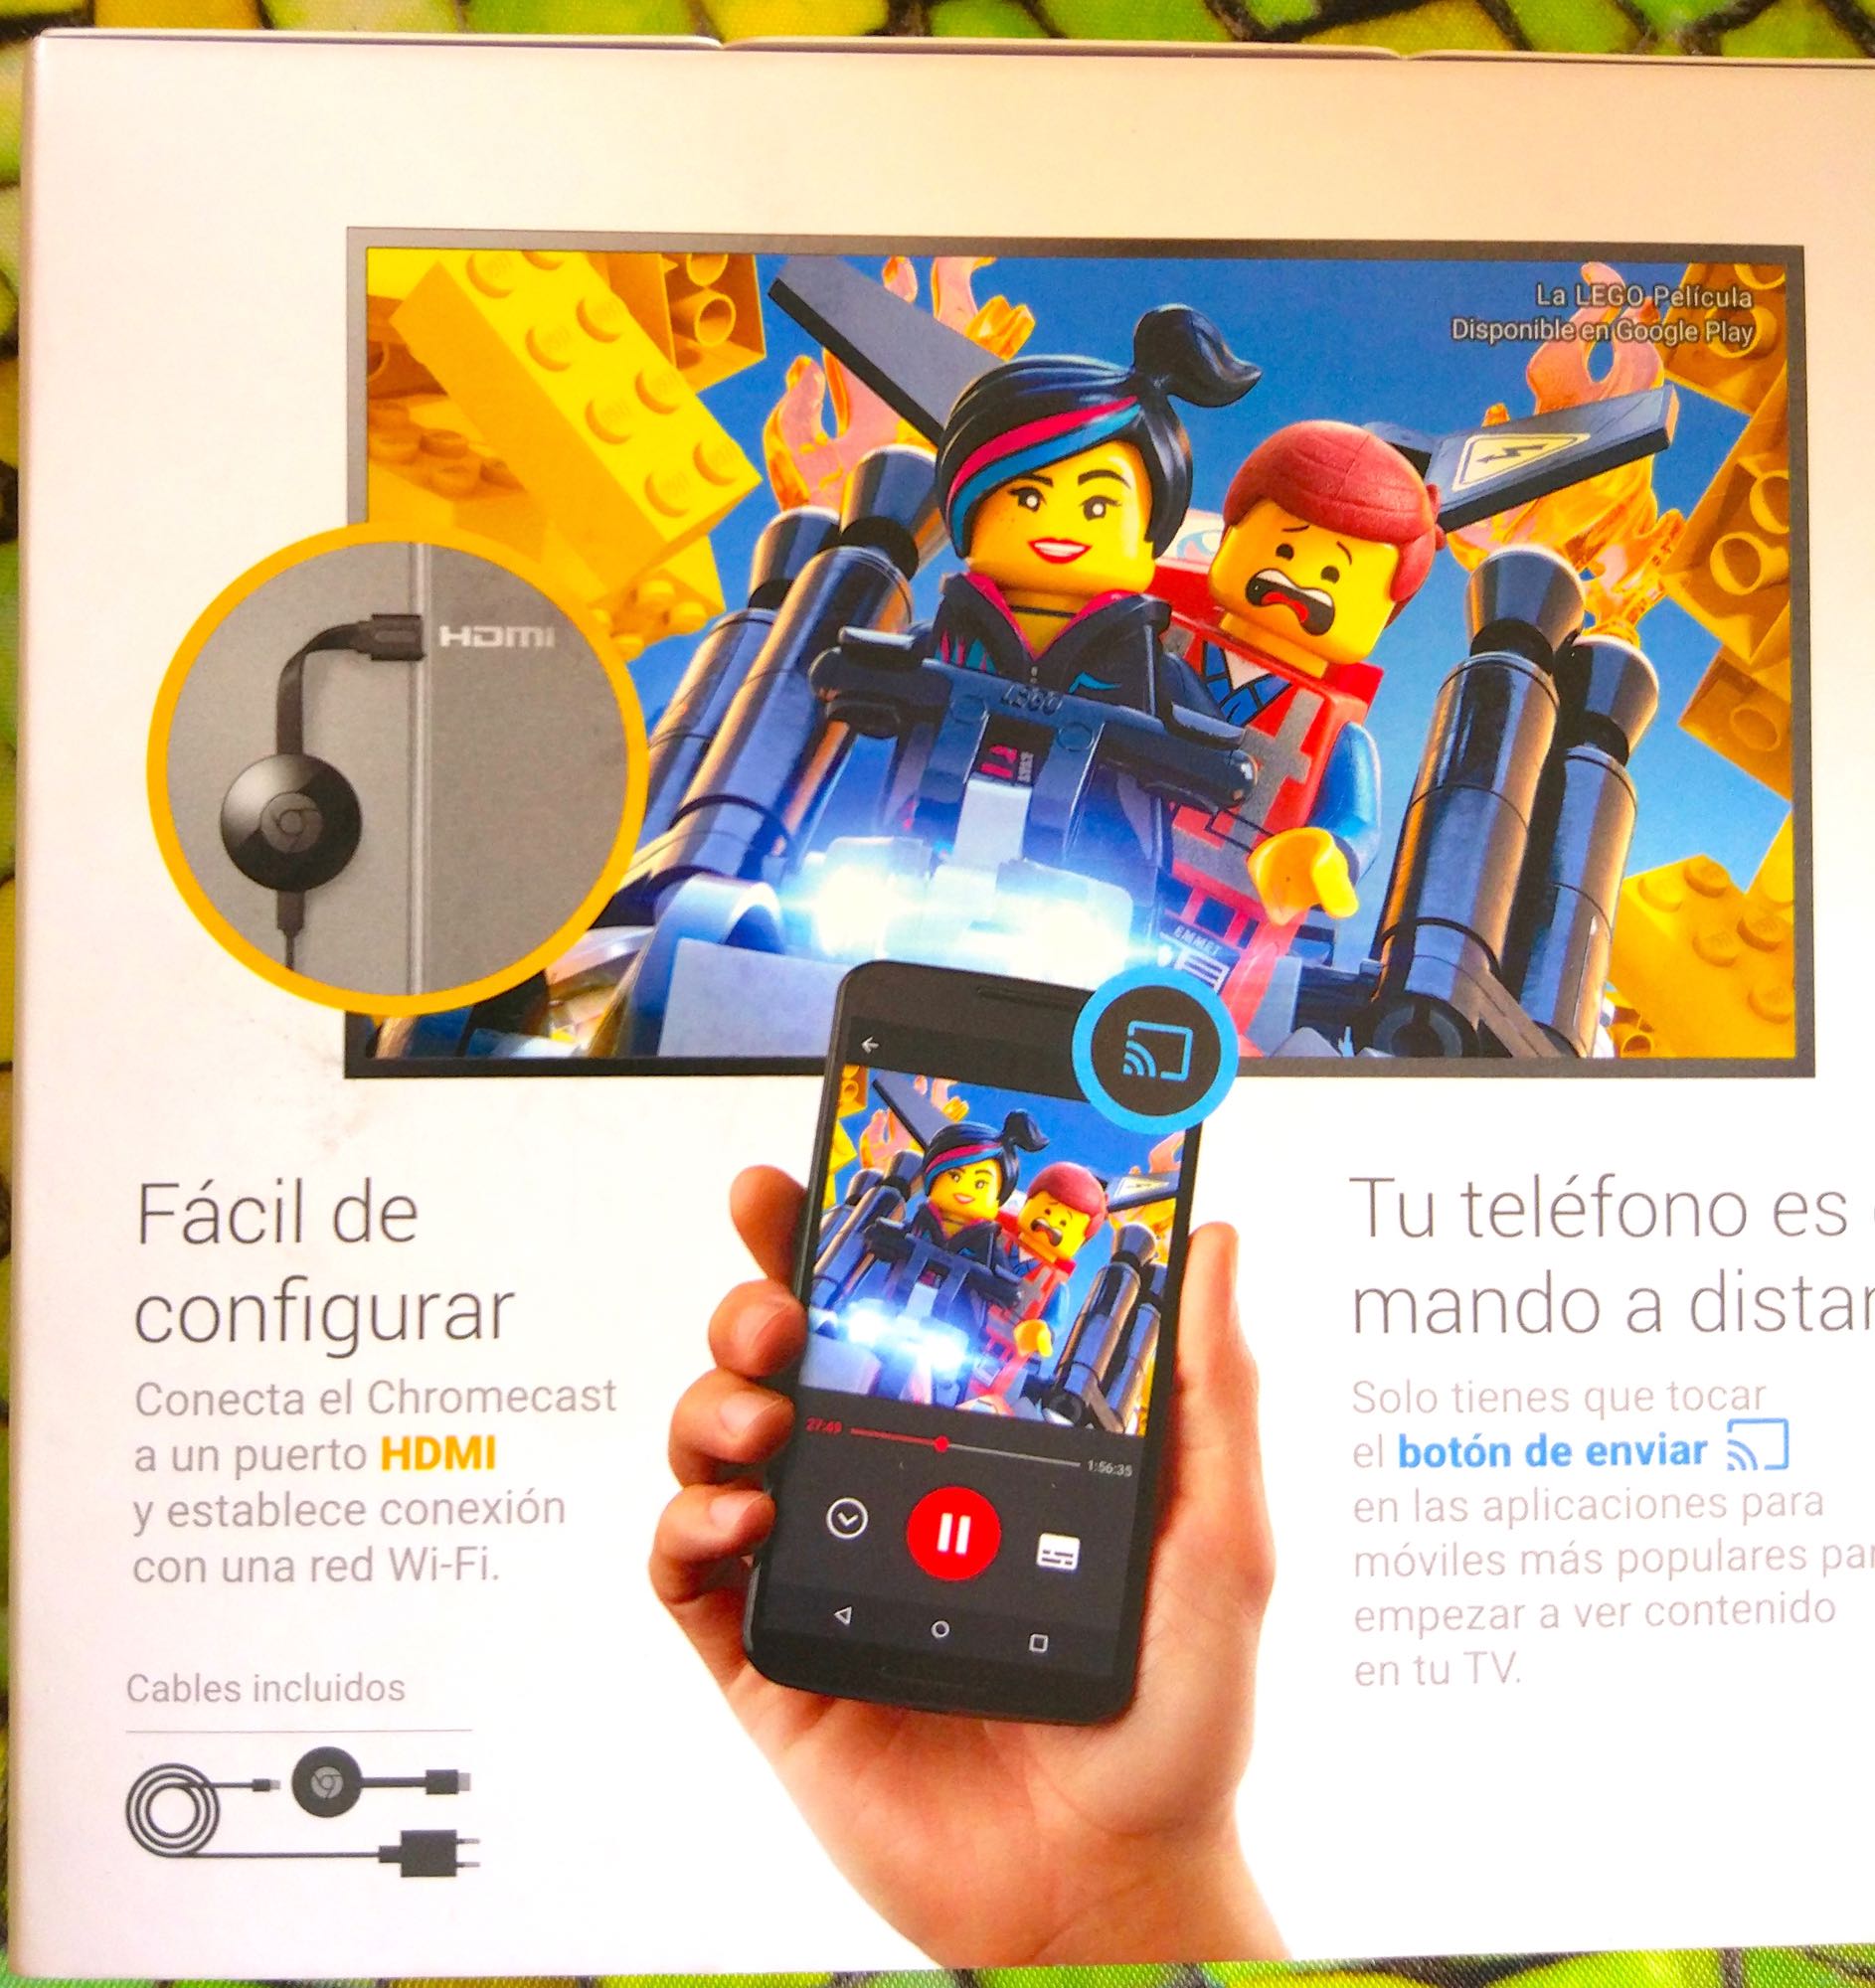 La LEGO Película
Disponible en Google Play
HDMI
LEGO
EMMET
Fácil de
configurar
Conecta el Chromecast
a un puerto HDMI
y establece conexión
con una red Wi-Fi.
Cables incluidos
27:49
1:56:35
Tu teléfono es
mando a distan
Solo tienes que tocar
el botón de enviar
en las aplicaciones para
móviles más populares par
empezar a ver contenido
en tu TV.